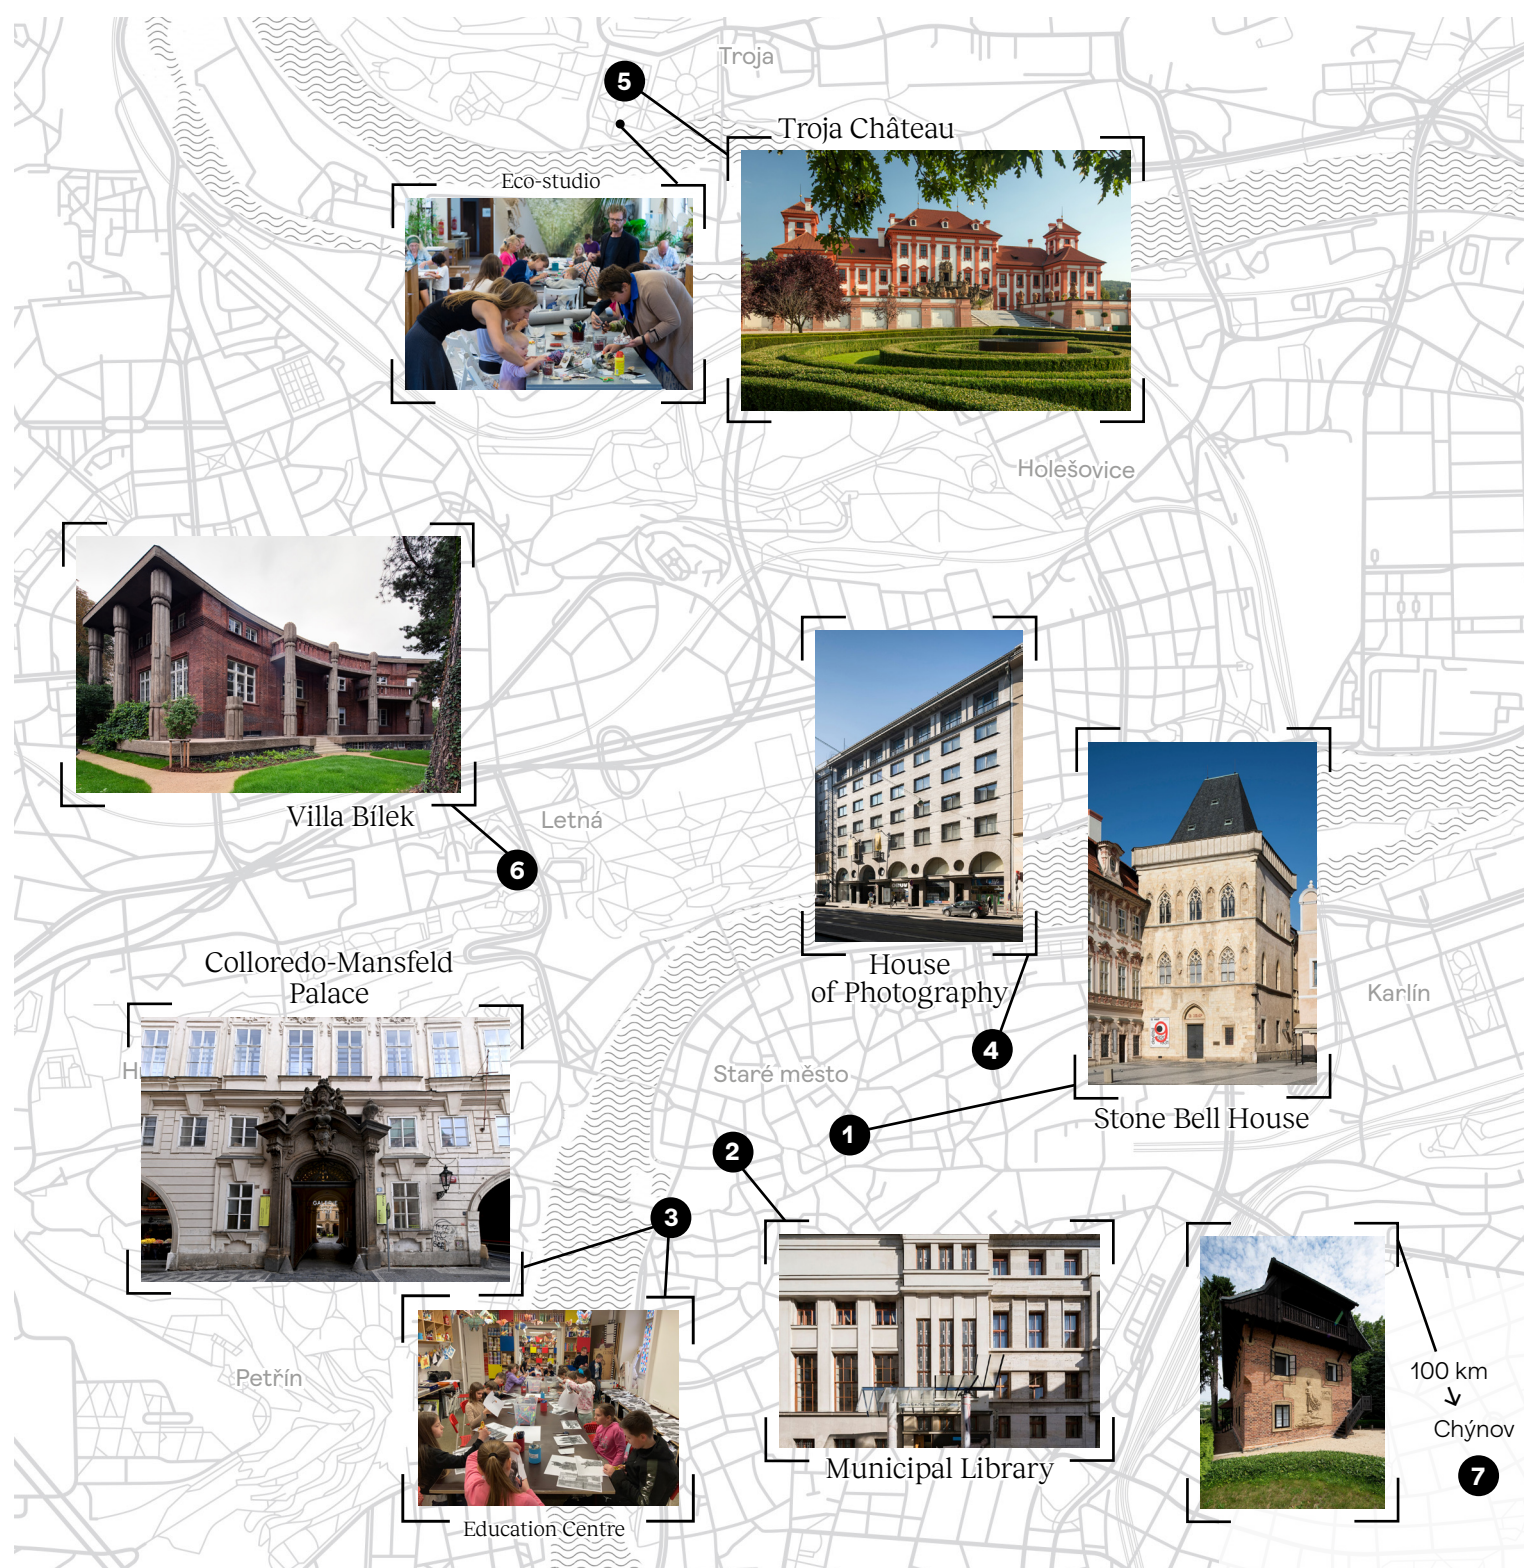 Troja
5
Troja Château
Eco-studio
Holešovice
Villa Bílek
Letná
6
Colloredo-Mansfeld
Palace
House
of Photography
Karlín
4
H
Staré město
1
Stone Bell House
2
GALERIE
3
Petřín
100 km
Chýnov
Municipal Library
7
Education Centre